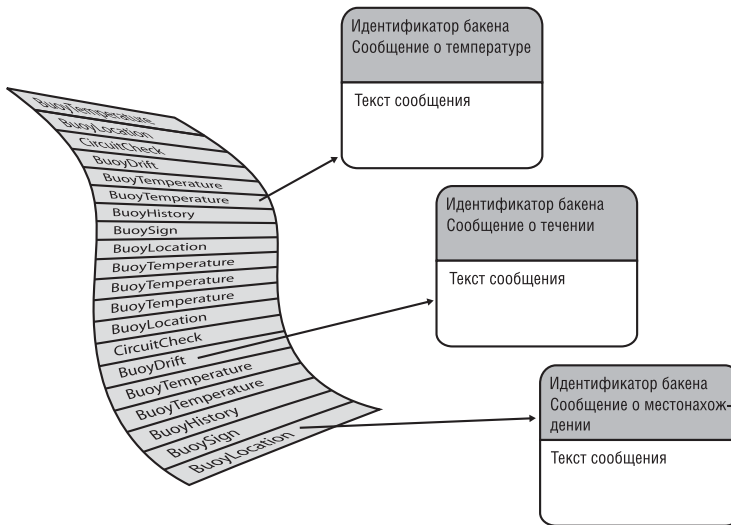 Идентификатор бакена
Сообщение о температуре
Текст сообщения
BuoyTemperature
BuoyLocation
CircuitCheck
BuoyDrift
BuoyTemperature
BuoyTemperature
BuoyHistory
BuoySign
BuoyLocation
BuoyTemperature
BuoyTemperature
BuoyTemperature
BuoyLocation
CircuitCheck
BuoyDrift
BuoyTemperature
BuoyTemperature
BuoyHistory
BuoySign
BuoyLocation
Идентификатор бакена
Сообщение о течении
Текст сообщения
Идентификатор бакена
Сообщение о местонахож-
дении
Текст сообщения